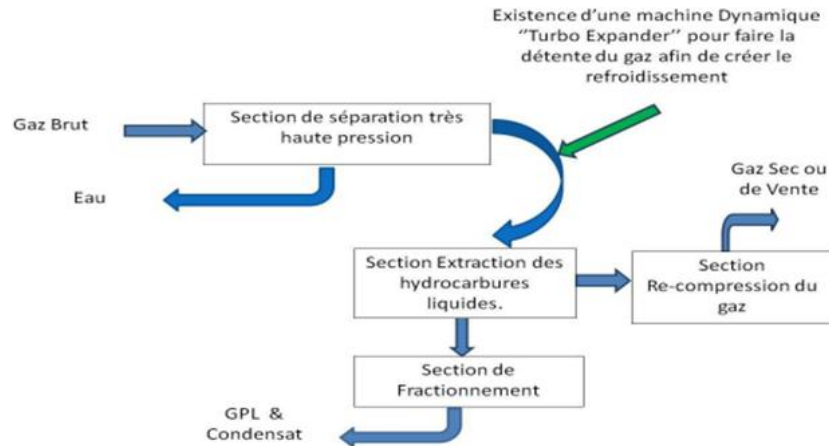 Existence d’une machine Dynamique
‘’Turbo Expander’’ pour faire la
détente du gaz afin de créer le
refroidissement
Gaz Brut
Section de séparation très
haute pression
Eau
Gaz Sec ou
de Vente
Section Extraction des
hydrocarbures
liquides.
Section
Re-compression du
gaz
Section de
Fractionnement
GPL &
Condensat